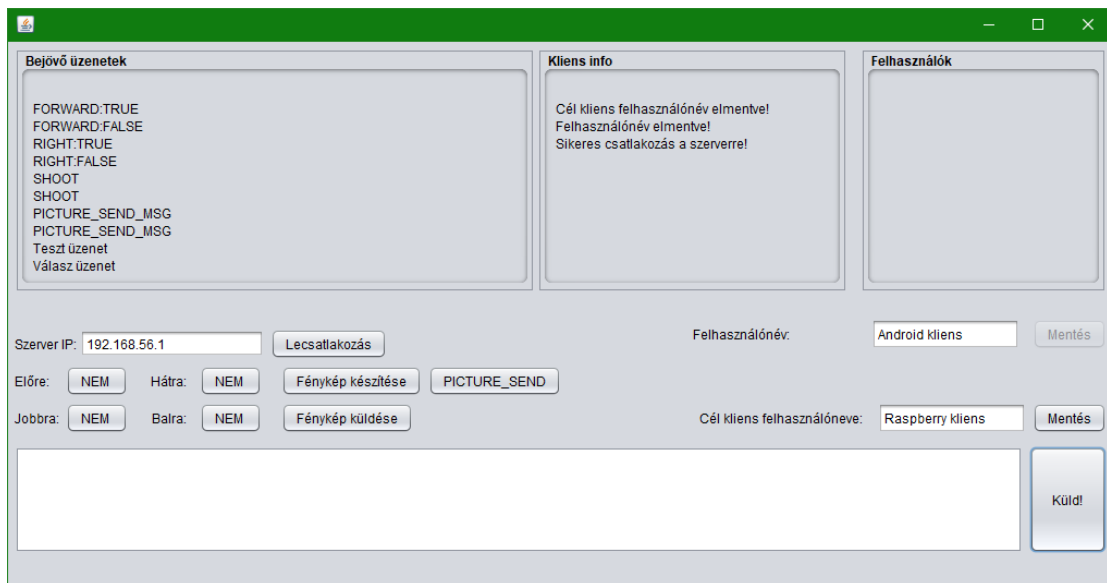 Bejövő üzenetek
FORWARD:TRUE
FORWARD:FALSE
RIGHT:TRUE
RIGHT:FALSE
SHOOT
SHOOT
PICTURE_SEND_MSG
PICTURE_SEND_MSG
Teszt üzenet
Válasz üzenet
Kliens info
Cél kliens felhasználónév elmentve!
Felhasználónév elmentve!
Sikeres csatlakozás a szerverre!
Felhasználók
Szerver IP: 192.168.56.1 Lecsatlakozás
Felhasználónév: Android kliens Mentés
Előre: NEM Hátra: NEM Fénykép készítése PICTURE_SEND
Jobbra: NEM Balra: NEM Fénykép küldése
Cél kliens felhasználóneve: Raspberry kliens Mentés
Küld!